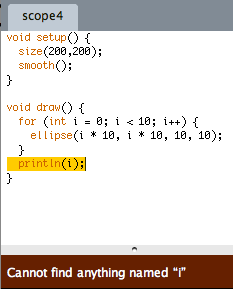 scope4
void setup() {
  size(200,200);
  smooth();
}
void draw() {
  for (int i = 0; i < 10; i++) {
    ellipse(i * 10, i * 10, 10, 10);
  }
  println(i);
}
Cannot find anything named “i”